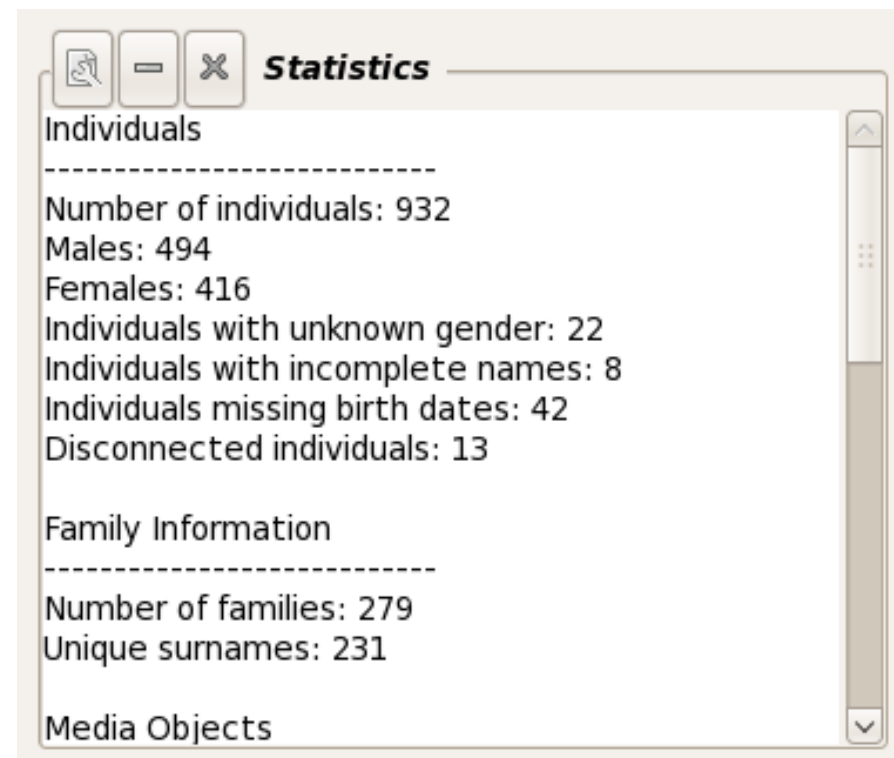 Statistics
Individuals
----------------------------
Number of individuals: 932
Males: 494
Females: 416
Individuals with unknown gender: 22
Individuals with incomplete names: 8
Individuals missing birth dates: 42
Disconnected individuals: 13
Family Information
----------------------------
Number of families: 279
Unique surnames: 231
Media Objects